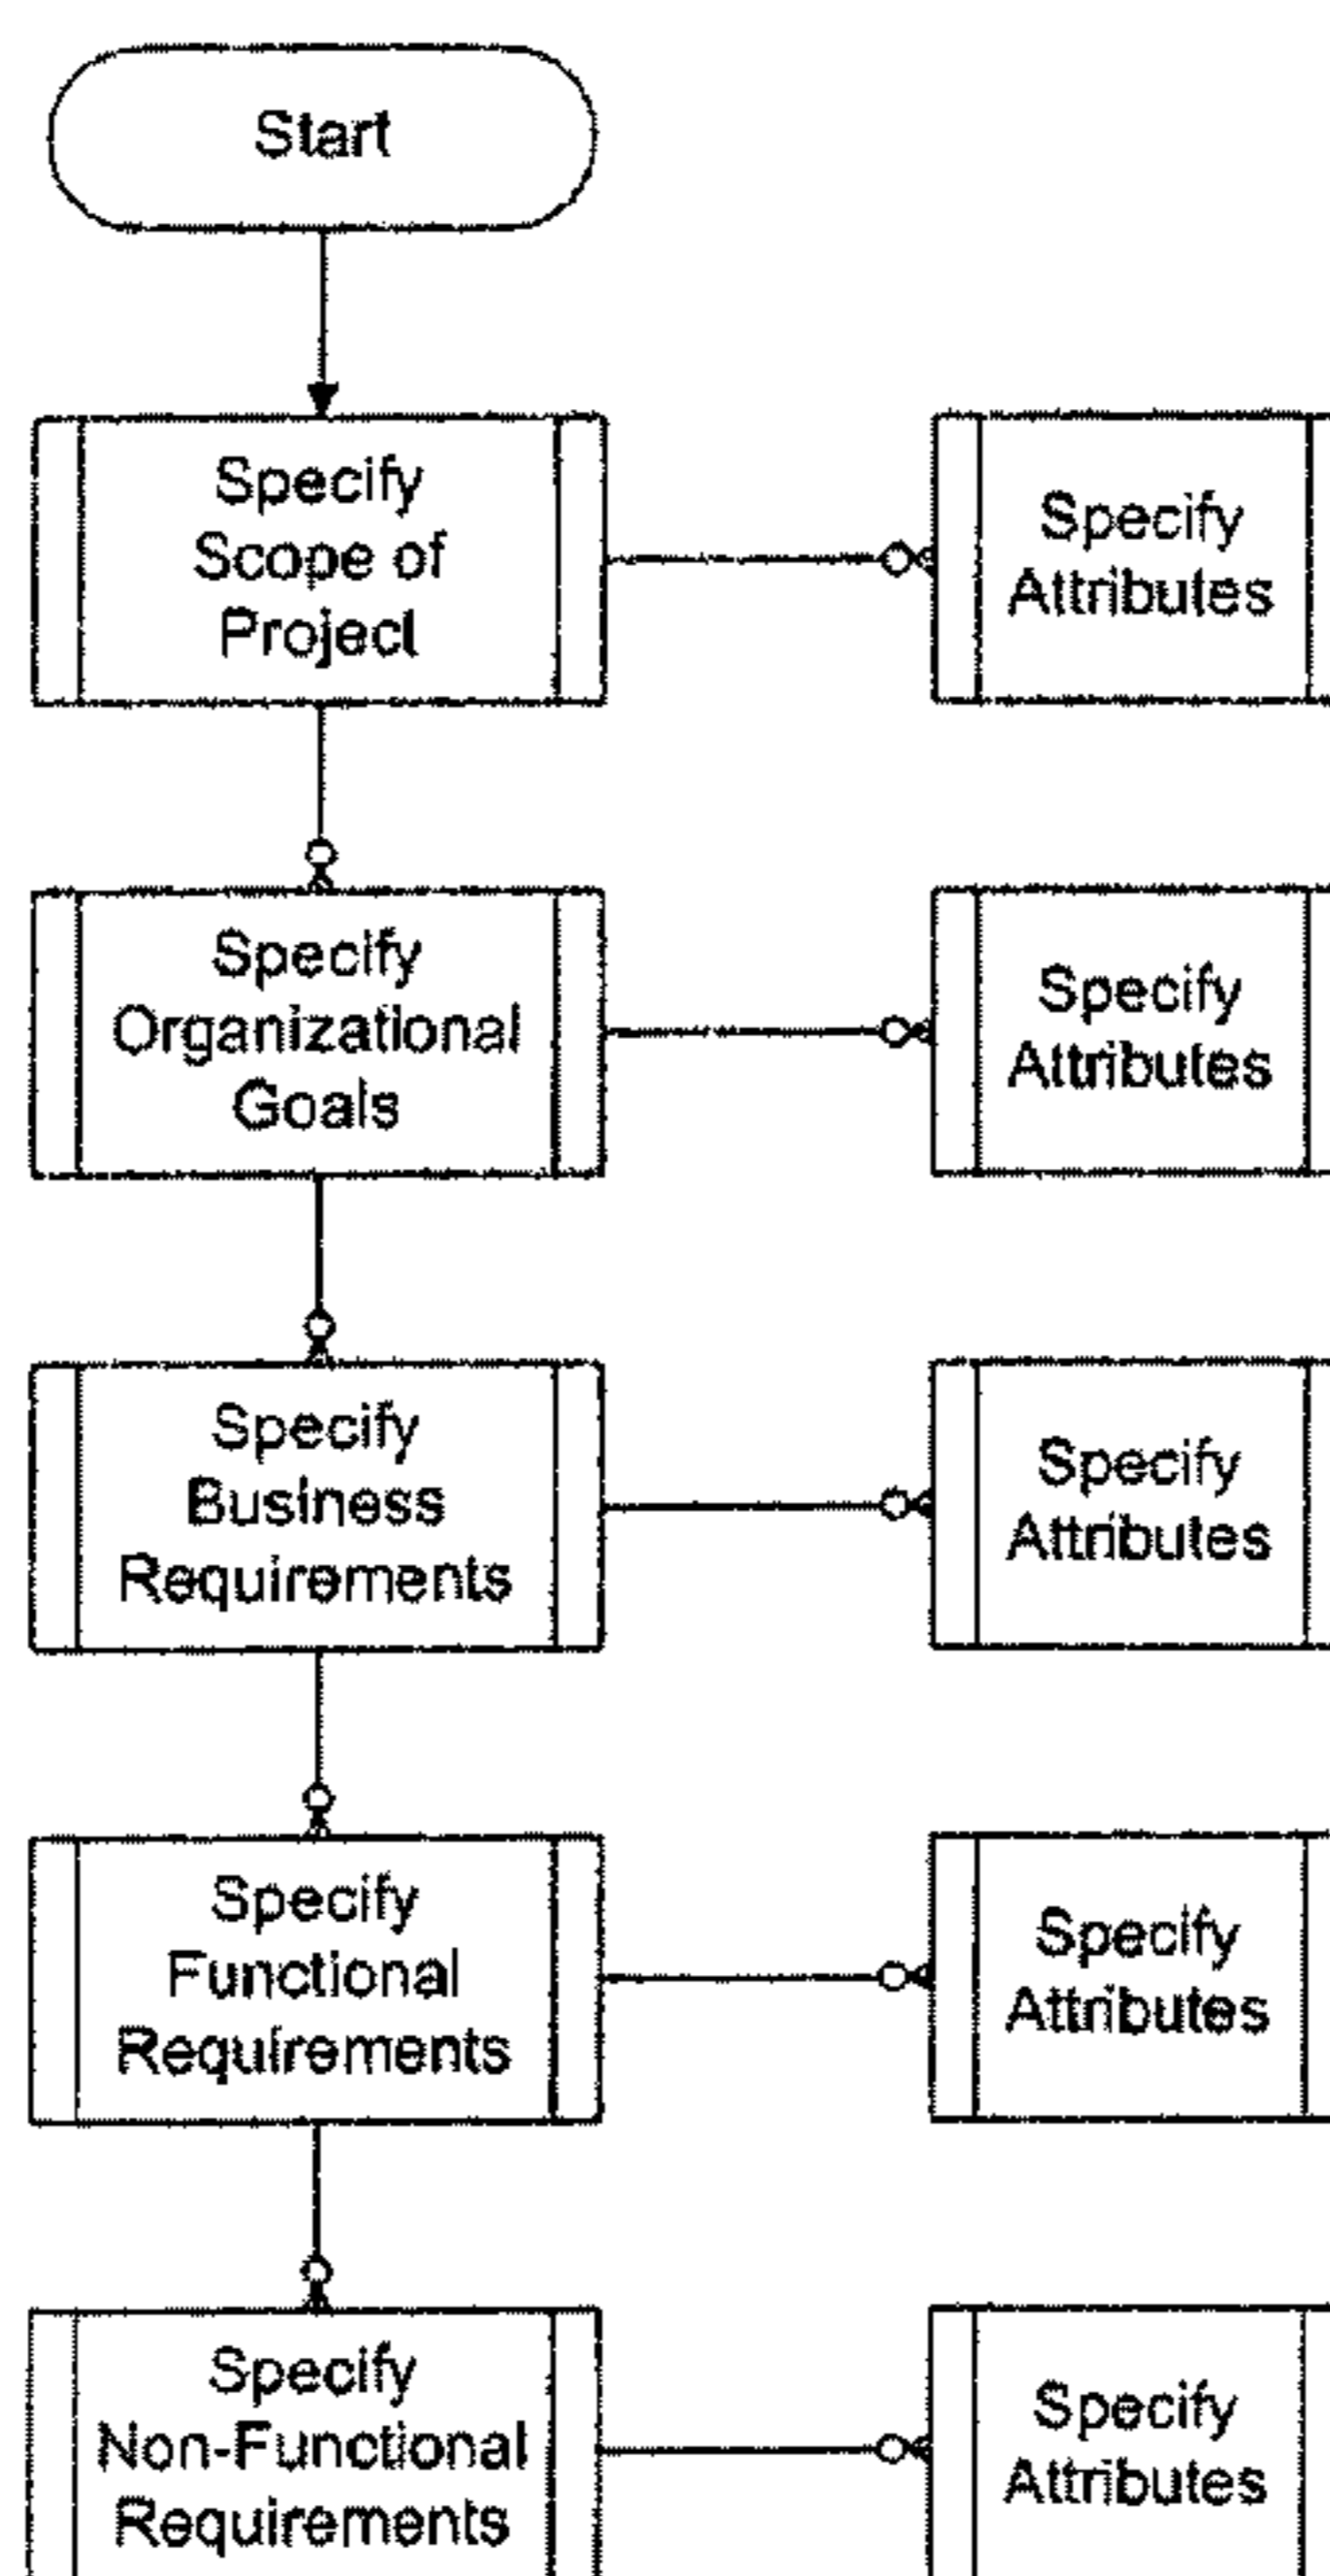 Start
Specify
Scope of
Project
Specify
Attributes
Specify
Organizational
Goals
Specify
Attributes
Specify
Business
Requirements
Specify
Attributes
Specify
Functional
Requirements
Specify
Attributes
Specify
Non-Functional
Requirements
Specify
Attributes